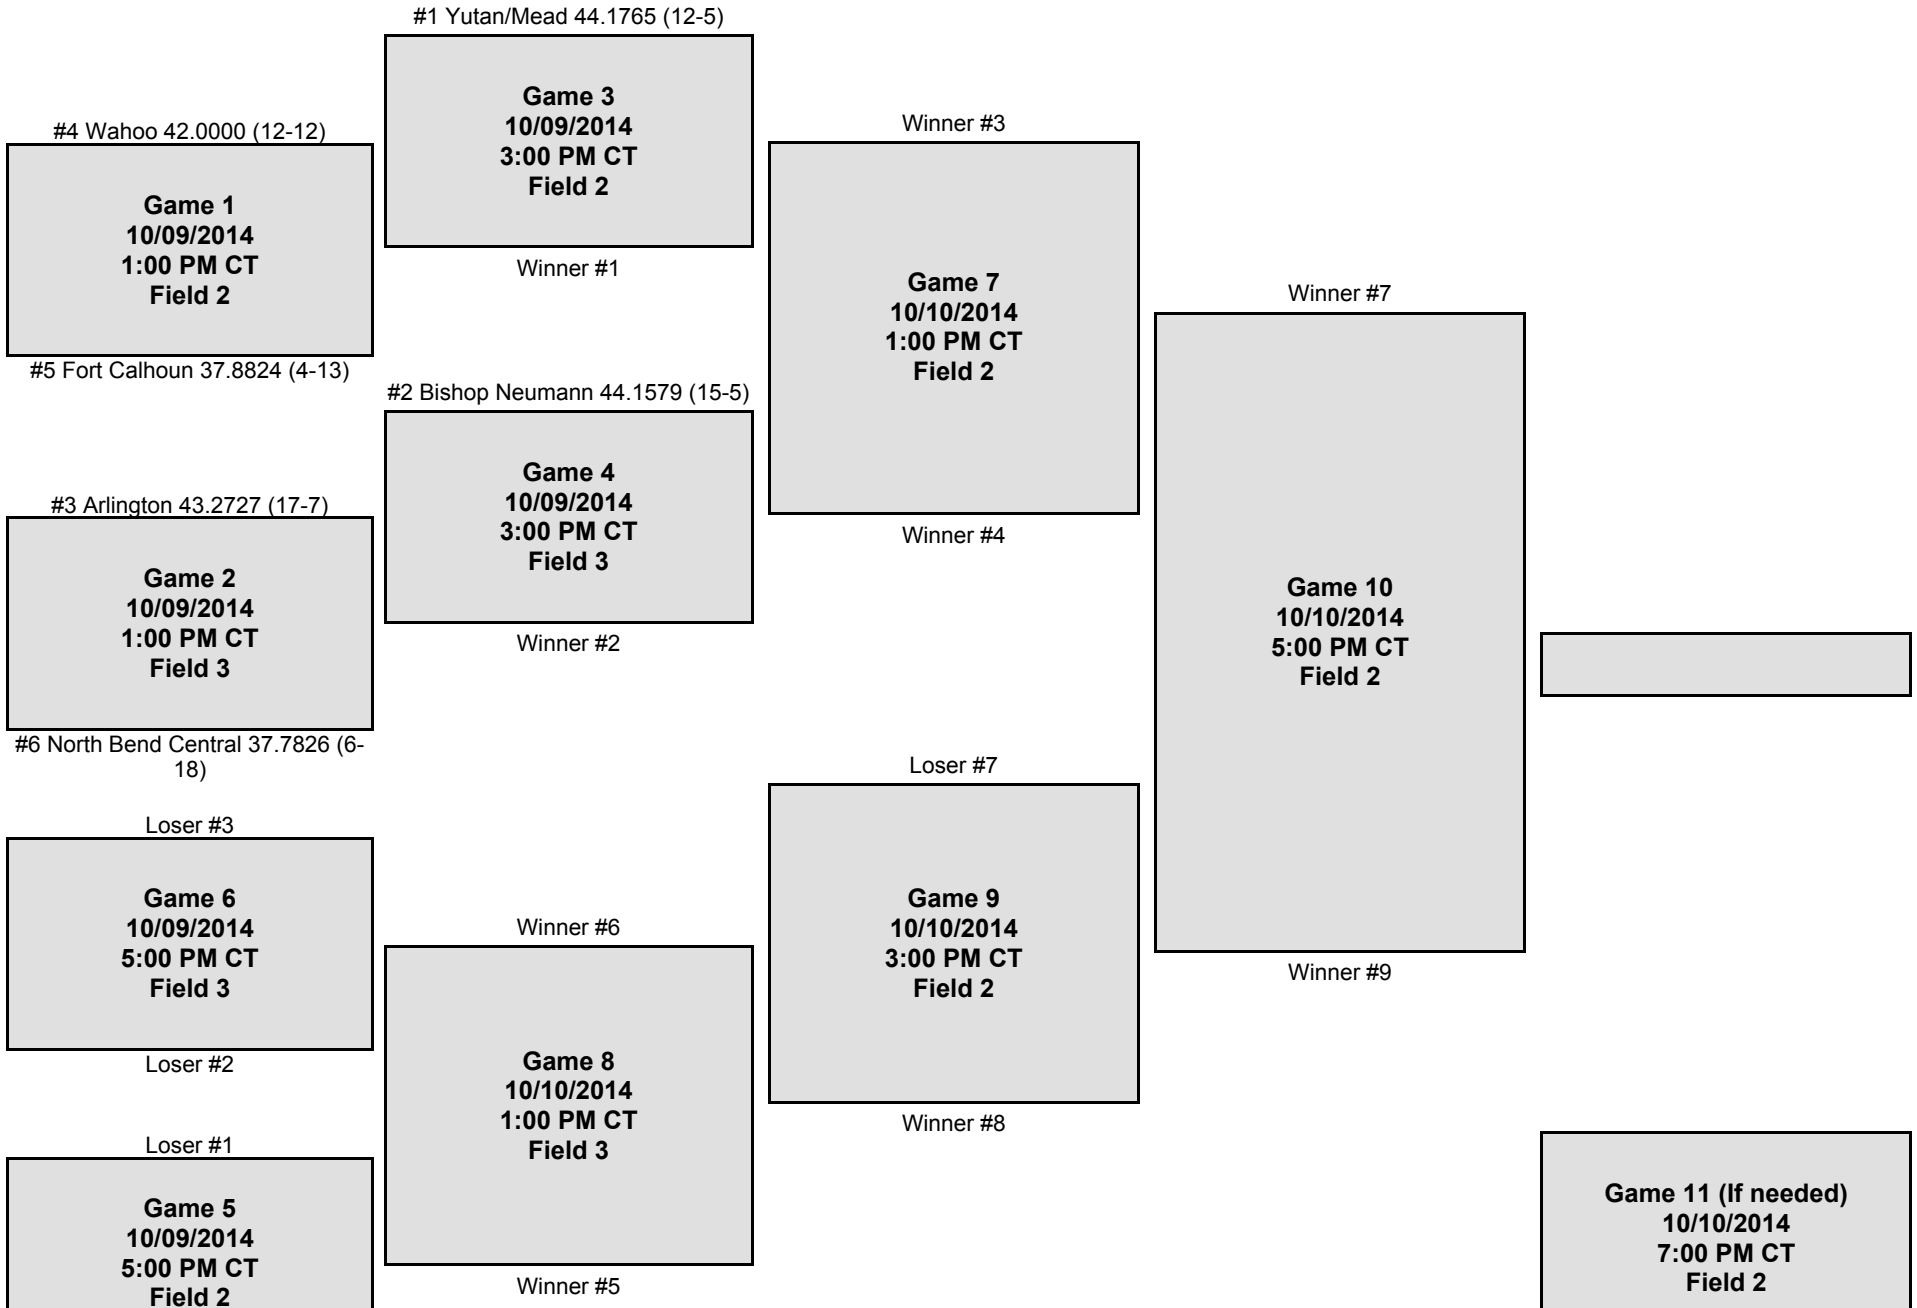 #1 Yutan/Mead 44.1765 (12-5)
Game 3
10/09/2014
3:00 PM CT
Field 2
Winner #1
#4 Wahoo 42.0000 (12-12)
Game 1
10/09/2014
1:00 PM CT
Field 2
#5 Fort Calhoun 37.8824 (4-13)
Winner #3
Game 7
10/10/2014
1:00 PM CT
Field 2
Winner #4
#2 Bishop Neumann 44.1579 (15-5)
Game 4
10/09/2014
3:00 PM CT
Field 3
Winner #2
#3 Arlington 43.2727 (17-7)
Game 2
10/09/2014
1:00 PM CT
Field 3
#6 North Bend Central 37.7826 (6-
18)
Winner #7
Game 10
10/10/2014
5:00 PM CT
Field 2
Winner #9
Loser #7
Game 9
10/10/2014
3:00 PM CT
Field 2
Winner #8
Loser #3
Game 6
10/09/2014
5:00 PM CT
Field 3
Loser #2
Winner #6
Game 8
10/10/2014
1:00 PM CT
Field 3
Winner #5
Loser #1
Game 5
10/09/2014
5:00 PM CT
Field 2
Game 11 (If needed)
10/10/2014
7:00 PM CT
Field 2